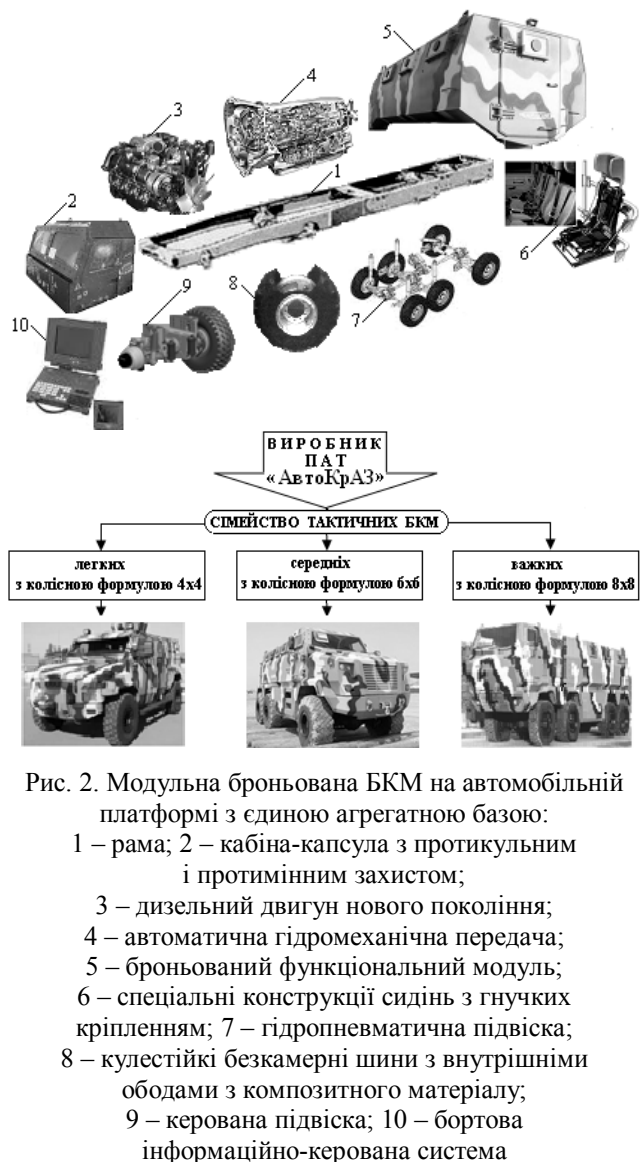 5
4
3
1
2
6
8
9
7
10
ВИРОБНИК
ПАТ
«АвтоКрАЗ»
СІМЕЙСТВО ТАКТИЧНИХ БКМ
легких
з колісною формулою 4х4
середніх
з колісною формулою 6х6
важких
з колісною формулою 8х8
Рис. 2. Модульна броньована БКМ на автомобільній
платформі з єдиною агрегатною базою:
1 – рама; 2 – кабіна-капсула з протикульним
і протимінним захистом;
3 – дизельний двигун нового покоління;
4 – автоматична гідромеханічна передача;
5 – броньований функціональний модуль;
6 – спеціальні конструкції сидінь з гнучких
кріпленням; 7 – гідропневматична підвіска;
8 – кулестійкі безкамерні шини з внутрішніми
ободами з композитного матеріалу;
9 – керована підвіска; 10 – бортова
інформаційно-керована система